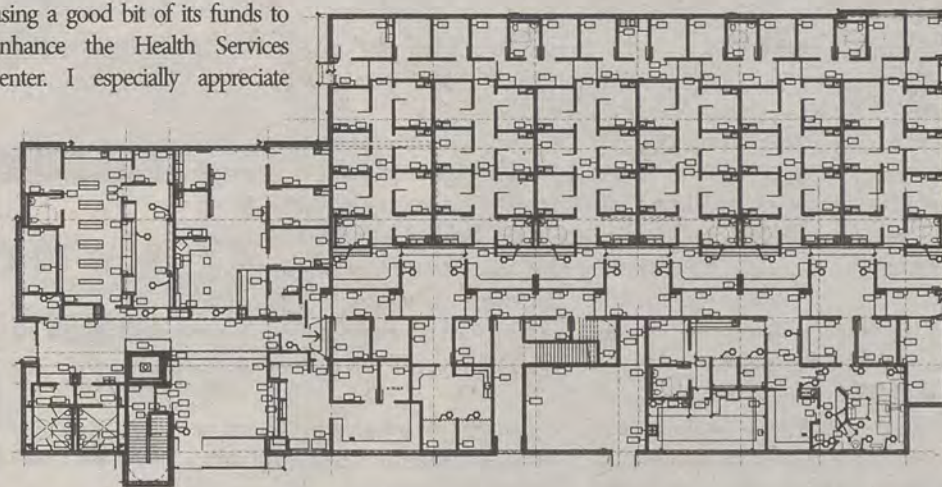 using a good bit of its funds to
enhance the Health Services
Center. I especially appreciate